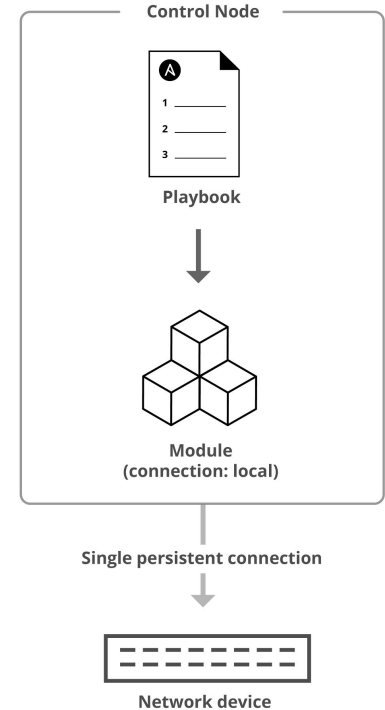 Control Node
1
2
3
Playbook
Module
(connection: local)
Single persistent connection
Network device